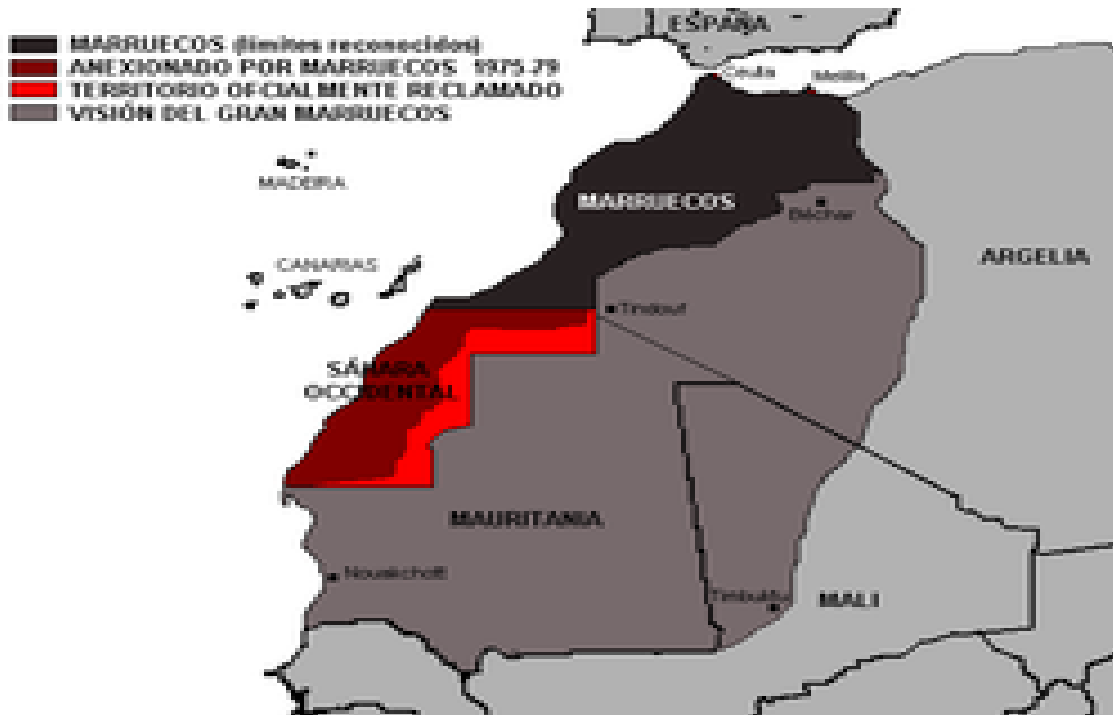 ESPAÑA
MARRUECOS (límites reconocidos)
ANEXIONADO POR MARRUECOS 1975-79
TERRITORIO OFCIALMENTE RECLAMADO
VISIÓN DEL GRAN MARRUECOS
Ceuta
Melilla
MADEIRA
MARRUECOS
Béchar
ARGELIA
CANARIAS
Tindouf
SÁHARA
OCCIDENTAL
MAURITANIA
Nouakchott
Timbuktu
MALI